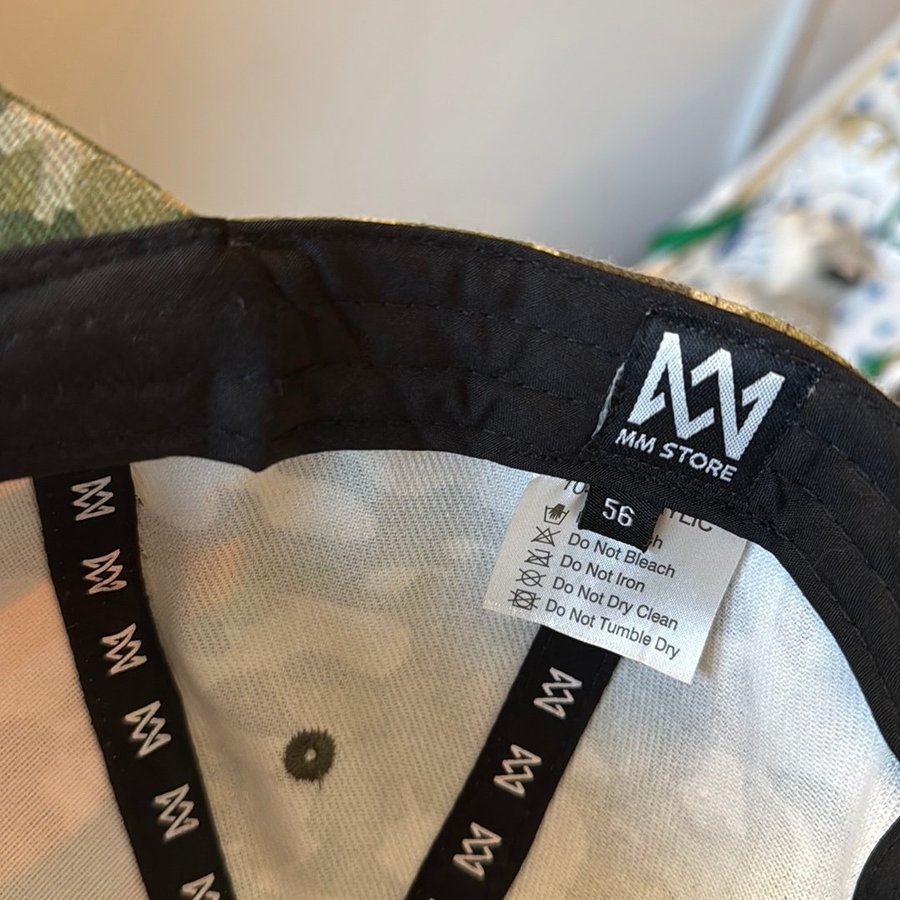 MM STORE
56
Do Not Bleach
Do Not Iron
Do Not Dry Clean
Do Not Tumble Dry